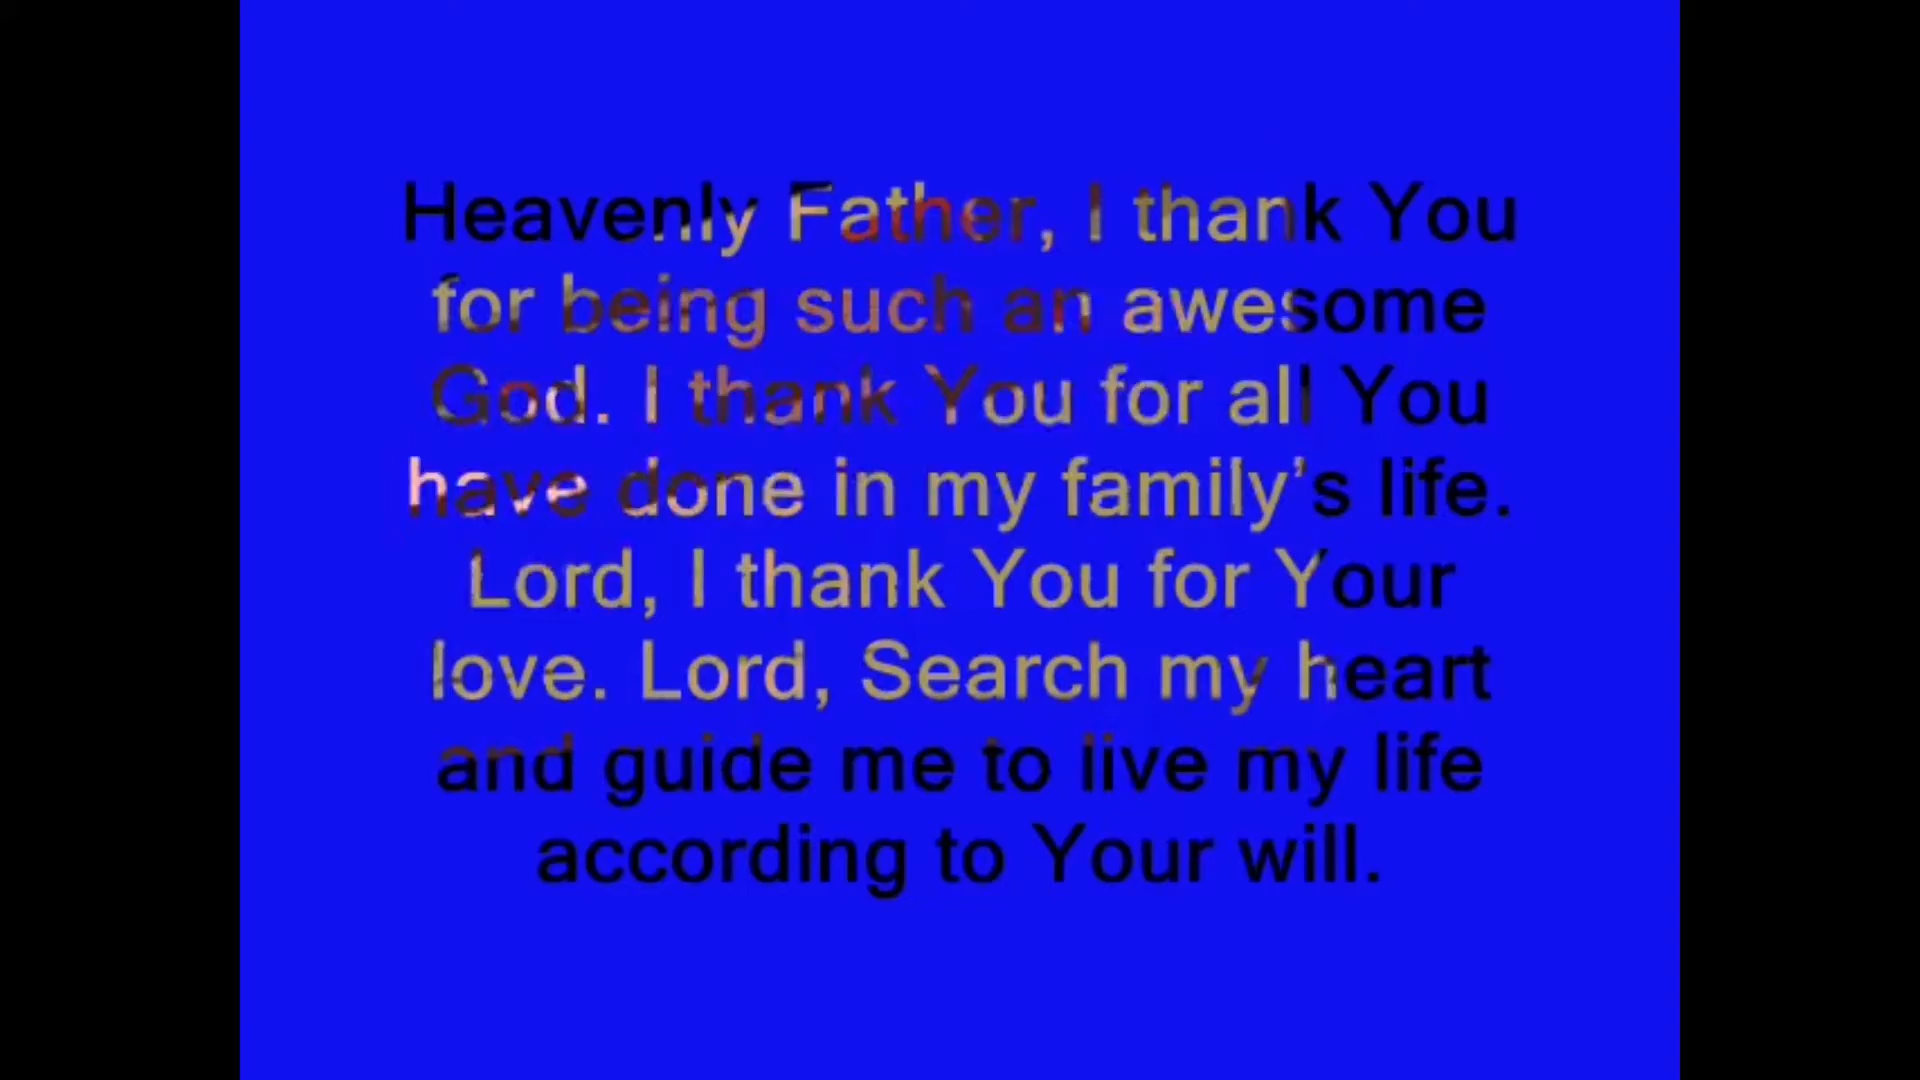 Heavenly Father, I thank You
for being such an awesome
God. I thank You for all You
have done in my family’s life.
Lord, I thank You for Your
love. Lord, Search my heart
and guide me to live my life
according to Your will.